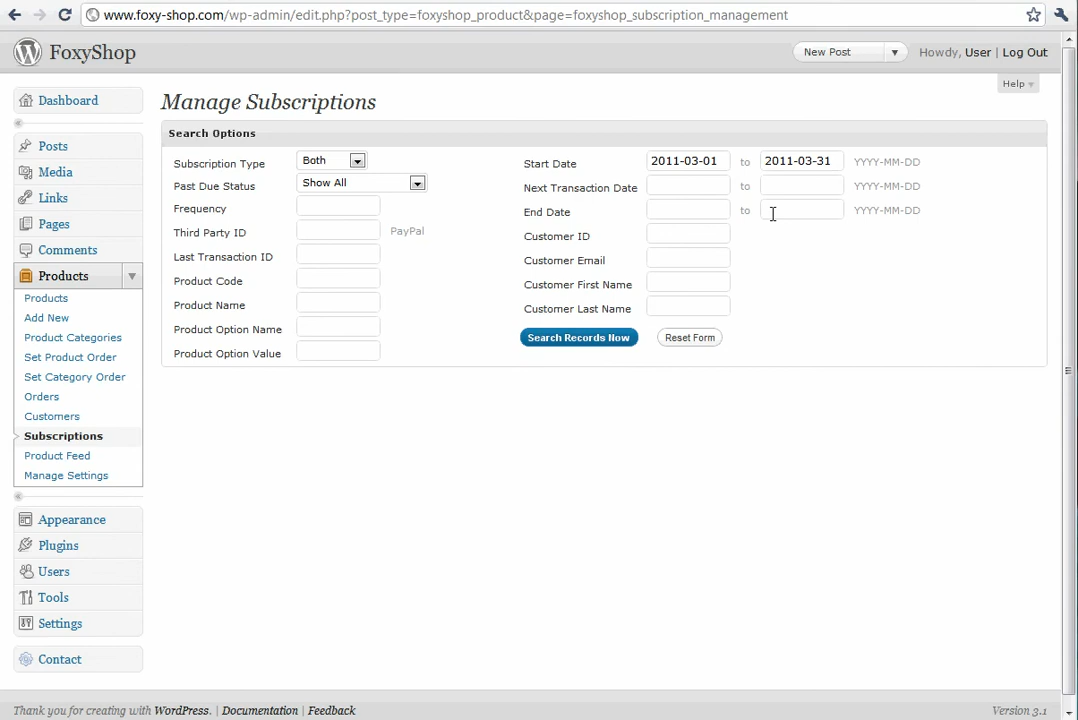 www.foxy-shop.com/wp-admin/edit.php?post_type=foxyshop_product&page=foxyshop_subscription_management
FoxyShop
New Post
Howdy, User | Log Out
Help
Dashboard
Posts
Media
Links
Pages
Comments
Products
Products
Add New
Product Categories
Set Product Order
Set Category Order
Orders
Customers
Subscriptions
Product Feed
Manage Settings
Appearance
Plugins
Users
Tools
Settings
Contact
Manage Subscriptions
Search Options
Subscription Type Both
Past Due Status Show All
Frequency
Third Party ID PayPal
Last Transaction ID
Product Code
Product Name
Product Option Name
Product Option Value
Start Date 2011-03-01 to 2011-03-31 YYYY-MM-DD
Next Transaction Date to YYYY-MM-DD
End Date to YYYY-MM-DD
Customer ID
Customer Email
Customer First Name
Customer Last Name
Search Records Now Reset Form
Thank you for creating with WordPress. | Documentation | Feedback
Version 3.1